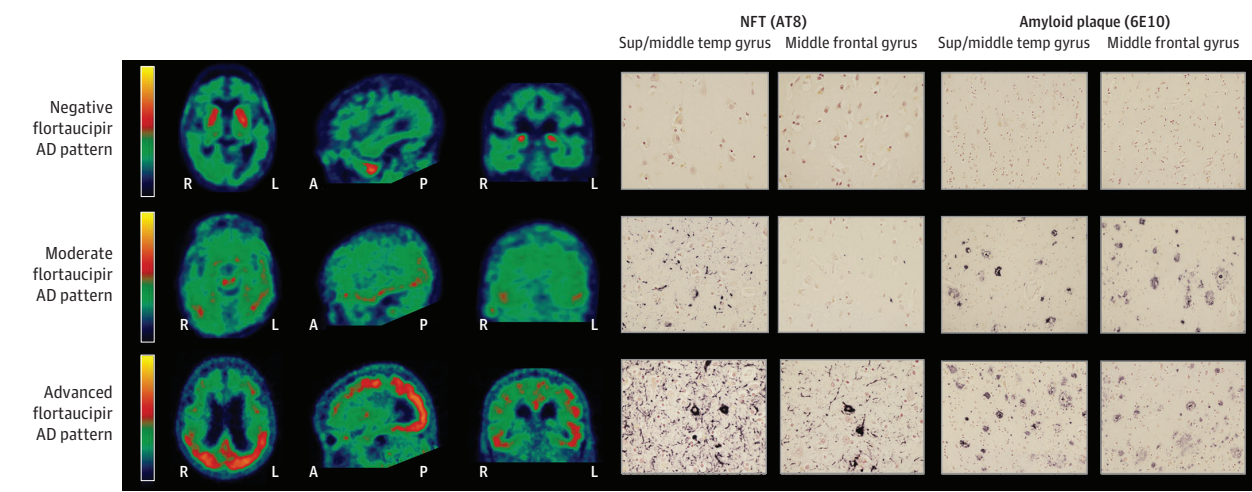 NFT (AT8)
Amyloid plaque (6E10)
Sup/middle temp gyrus
Middle frontal gyrus
Sup/middle temp gyrus
Middle frontal gyrus
Negative
flortaucipir
AD pattern
R
L
A
P
R
L
Moderate
flortaucipir
AD pattern
R
L
A
P
R
L
Advanced
flortaucipir
AD pattern
R
L
A
P
R
L